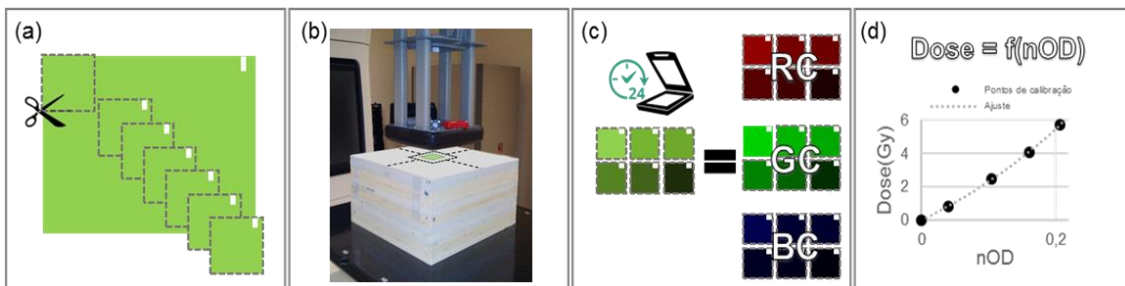 (a)
(b)
(c)
24
RC
GC
BC
(d)
Dose = f(nOD)
Pontos de calibração
Ajuste
Dose(Gy)
6
4
2
0
0
0,2
nOD